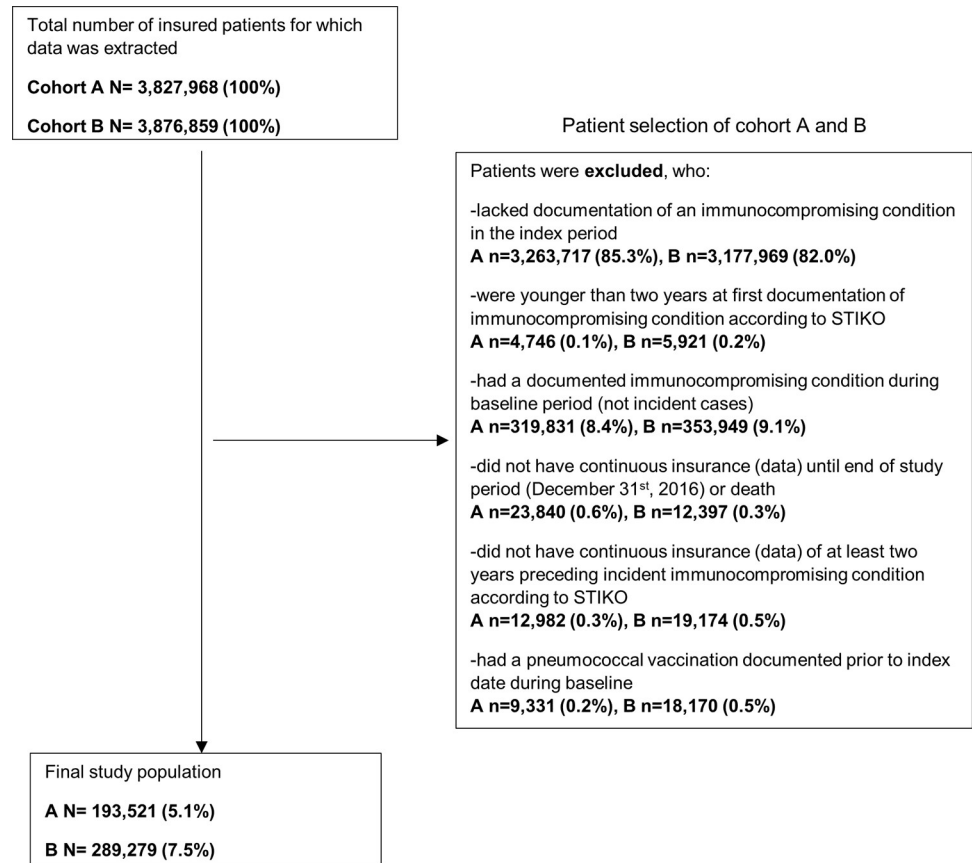 Total number of insured patients for which
data was extracted
Cohort A N= 3,827,968 (100%)
Cohort B N= 3,876,859 (100%)
Patient selection of cohort A and B
Patients were excluded, who:
-lacked documentation of an immunocompromising condition
in the index period
A n=3,263,717 (85.3%), B n=3,177,969 (82.0%)
-were younger than two years at first documentation of
immunocompromising condition according to STIKO
A n=4,746 (0.1%), B n=5,921 (0.2%)
-had a documented immunocompromising condition during
baseline period (not incident cases)
A n=319,831 (8.4%), B n=353,949 (9.1%)
-did not have continuous insurance (data) until end of study
period (December 31st, 2016) or death
A n=23,840 (0.6%), B n=12,397 (0.3%)
-did not have continuous insurance (data) of at least two
years preceding incident immunocompromising condition
according to STIKO
A n=12,982 (0.3%), B n=19,174 (0.5%)
-had a pneumococcal vaccination documented prior to index
date during baseline
A n=9,331 (0.2%), B n=18,170 (0.5%)
Final study population
A N= 193,521 (5.1%)
B N= 289,279 (7.5%)